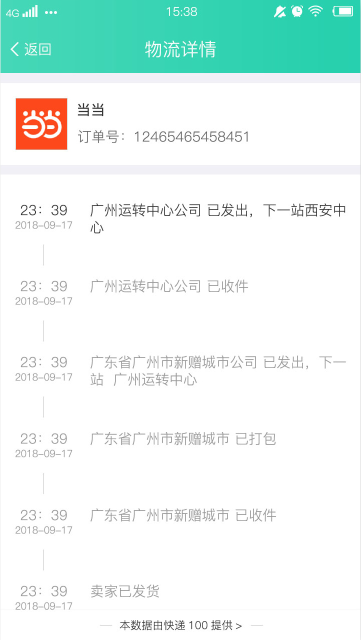 4G 15:38
返回 物流详情
当当
当当
订单号：12465465458451
23：39 广州运转中心公司 已发出，下一站西安中
2018-09-17 心
23：39 广州运转中心公司 已收件
2018-09-17
23：39 广东省广州市新赠城市公司 已发出，下一
2018-09-17 站 广州运转中心
23：39 广东省广州市新赠城市 已打包
2018-09-17
23：39 广东省广州市新赠城市 已收件
2018-09-17
23：39 卖家已发货
2018-09-17
本数据由快递 100 提供 >